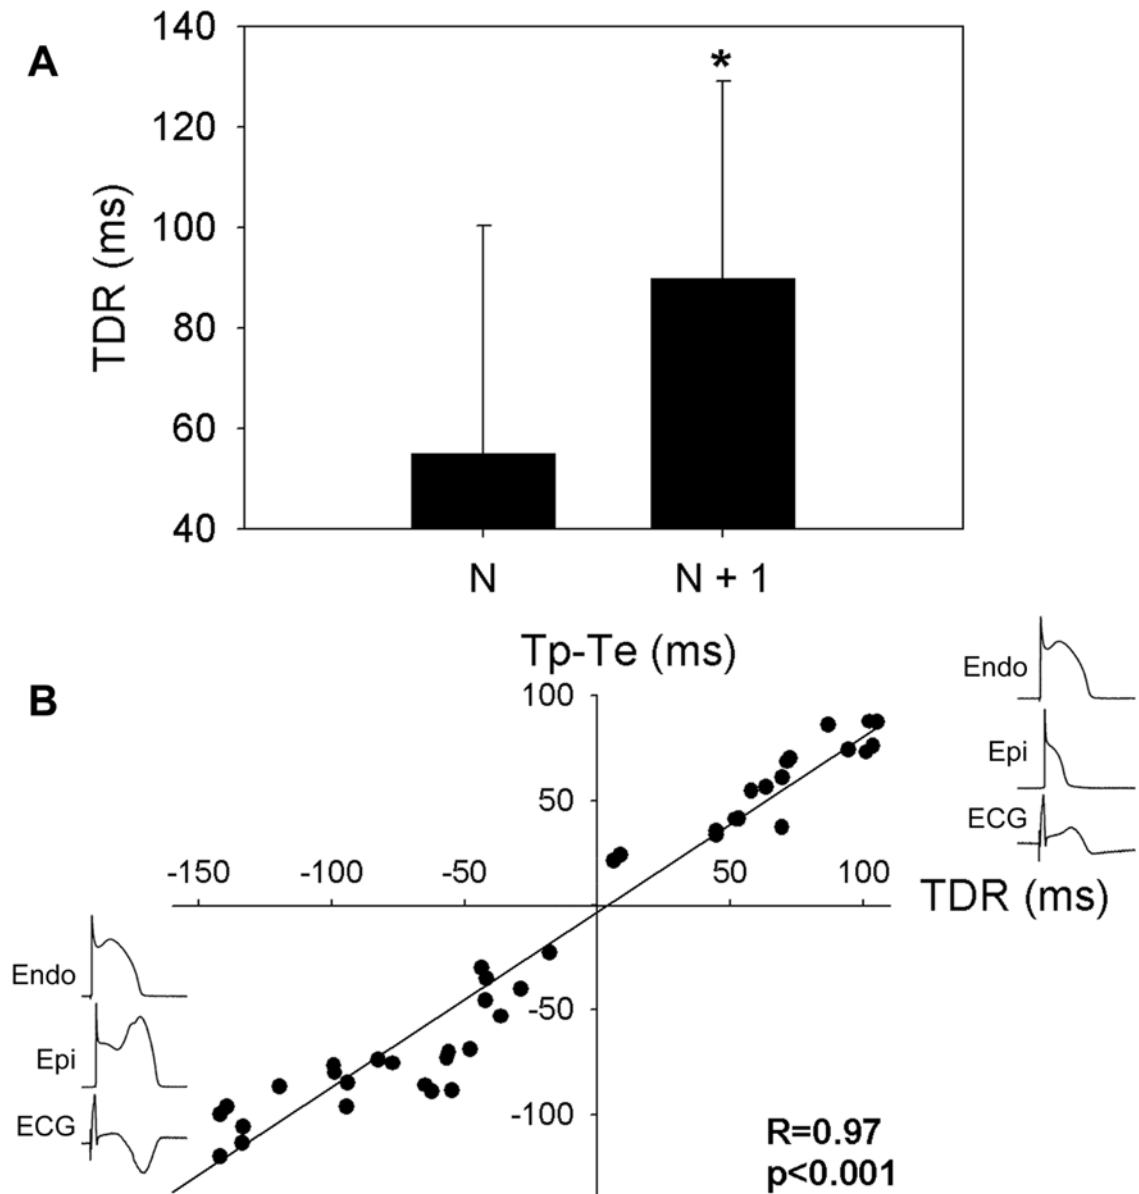 A
140
120
100
80
60
40
TDR (ms)
*
N
N + 1
B
Tp-Te (ms)
100
50
-50
-100
-150
-100
-50
50
100
TDR (ms)
Endo
Epi
ECG
Endo
Epi
ECG
R=0.97
p<0.001